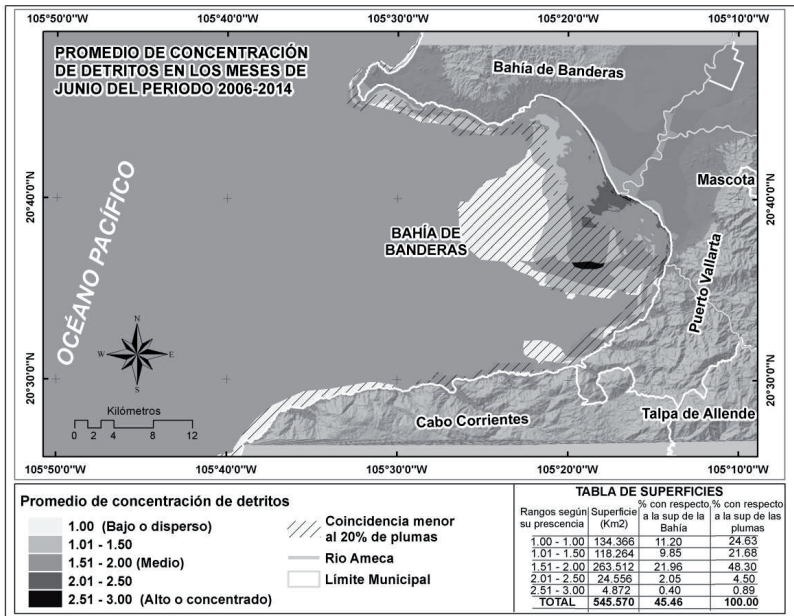 105°50'0"W 105°40'0"W 105°30'0"W 105°20'0"W 105°10'0"W
PROMEDIO DE CONCENTRACIÓN
DE DETRITOS EN LOS MESES DE
JUNIO DEL PERIODO 2006-2014
Bahía de Banderas
20°40'0"N
20°40'0"N
Mascota
OCÉANO PACÍFICO
BAHÍA DE
BANDERAS
Puerto Vallarta
N
W E
S
20°30'0"N
20°30'0"N
Kilómetros
0 2 4 8 12
Cabo Corrientes
Talpa de Allende
105°50'0"W 105°40'0"W 105°30'0"W 105°20'0"W 105°10'0"W
Promedio de concentración de detritos
1.00 (Bajo o disperso)
1.01 - 1.50
1.51 - 2.00 (Medio)
2.01 - 2.50
2.51 - 3.00 (Alto o concentrado)
Coincidencia menor
al 20% de plumas
Rio Ameca
Límite Municipal
TABLA DE SUPERFICIES
Rangos según su prescencia Superficie (Km2) % con respecto a la sup de la Bahía % con respecto a la sup de las plumas
1.00 - 1.00 134.366 11.20 24.63
1.01 - 1.50 118.264 9.85 21.68
1.51 - 2.00 263.512 21.96 48.30
2.01 - 2.50 24.556 2.05 4.50
2.51 - 3.00 4.872 0.40 0.89
TOTAL 545.570 45.46 100.00